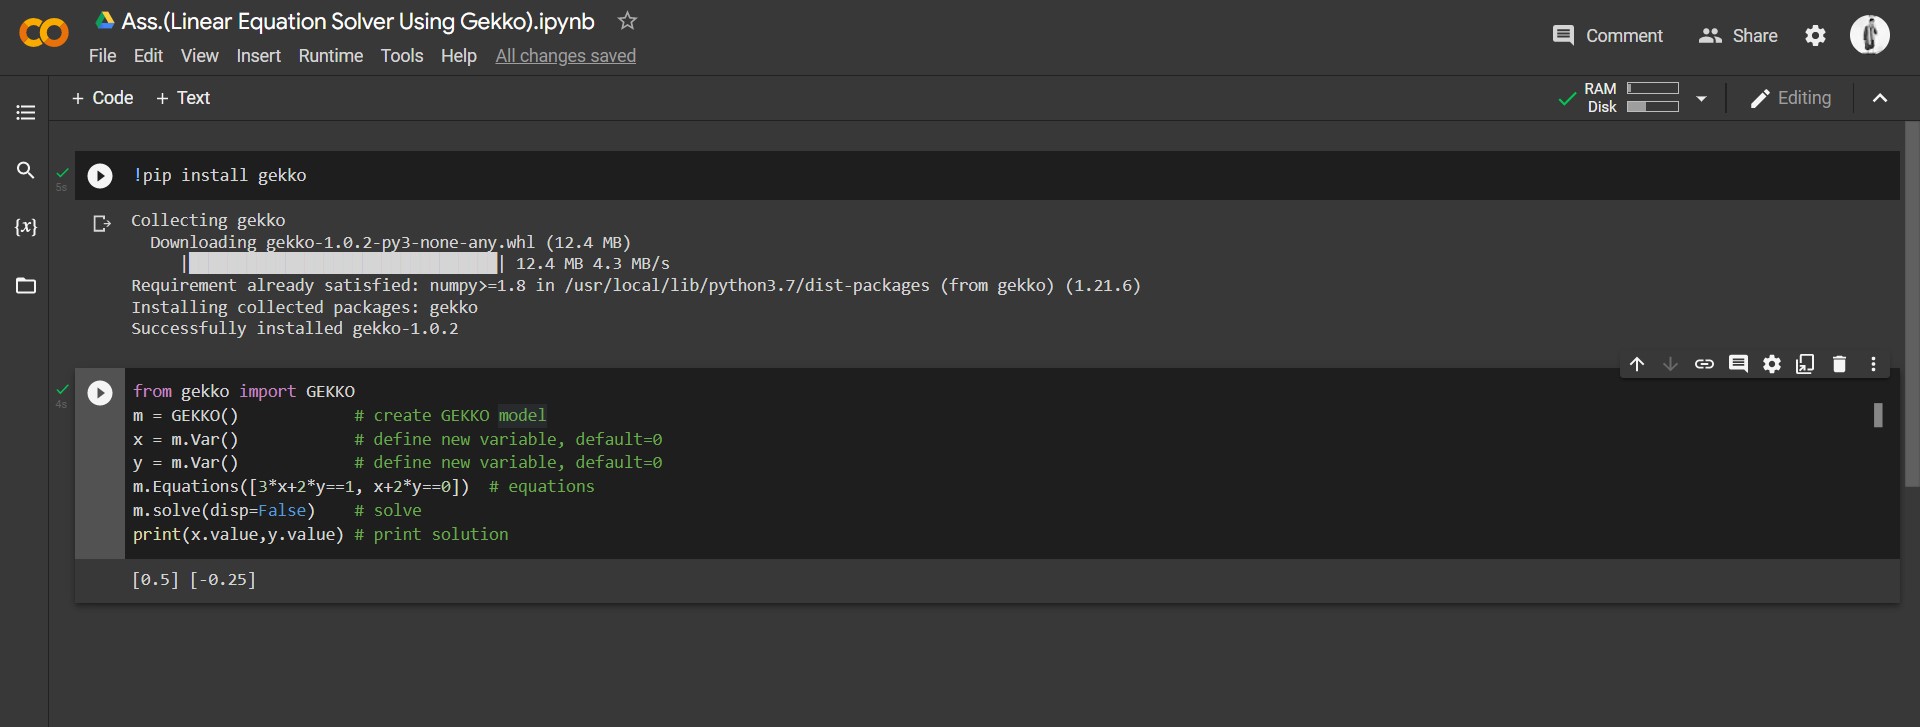 Ass.(Linear Equation Solver Using Gekko).ipynb
Comment
Share
File Edit View Insert Runtime Tools Help All changes saved
+ Code + Text
RAM
Disk
Editing
{x}
5s
!pip install gekko
Collecting gekko
Downloading gekko-1.0.2-py3-none-any.whl (12.4 MB)
|████████████████████████████████| 12.4 MB 4.3 MB/s
Requirement already satisfied: numpy>=1.8 in /usr/local/lib/python3.7/dist-packages (from gekko) (1.21.6)
Installing collected packages: gekko
Successfully installed gekko-1.0.2
4s
from gekko import GEKKO
m = GEKKO() # create GEKKO model
x = m.Var() # define new variable, default=0
y = m.Var() # define new variable, default=0
m.Equations([3*x+2*y==1, x+2*y==0]) # equations
m.solve(disp=False) # solve
print(x.value,y.value) # print solution
[0.5] [-0.25]